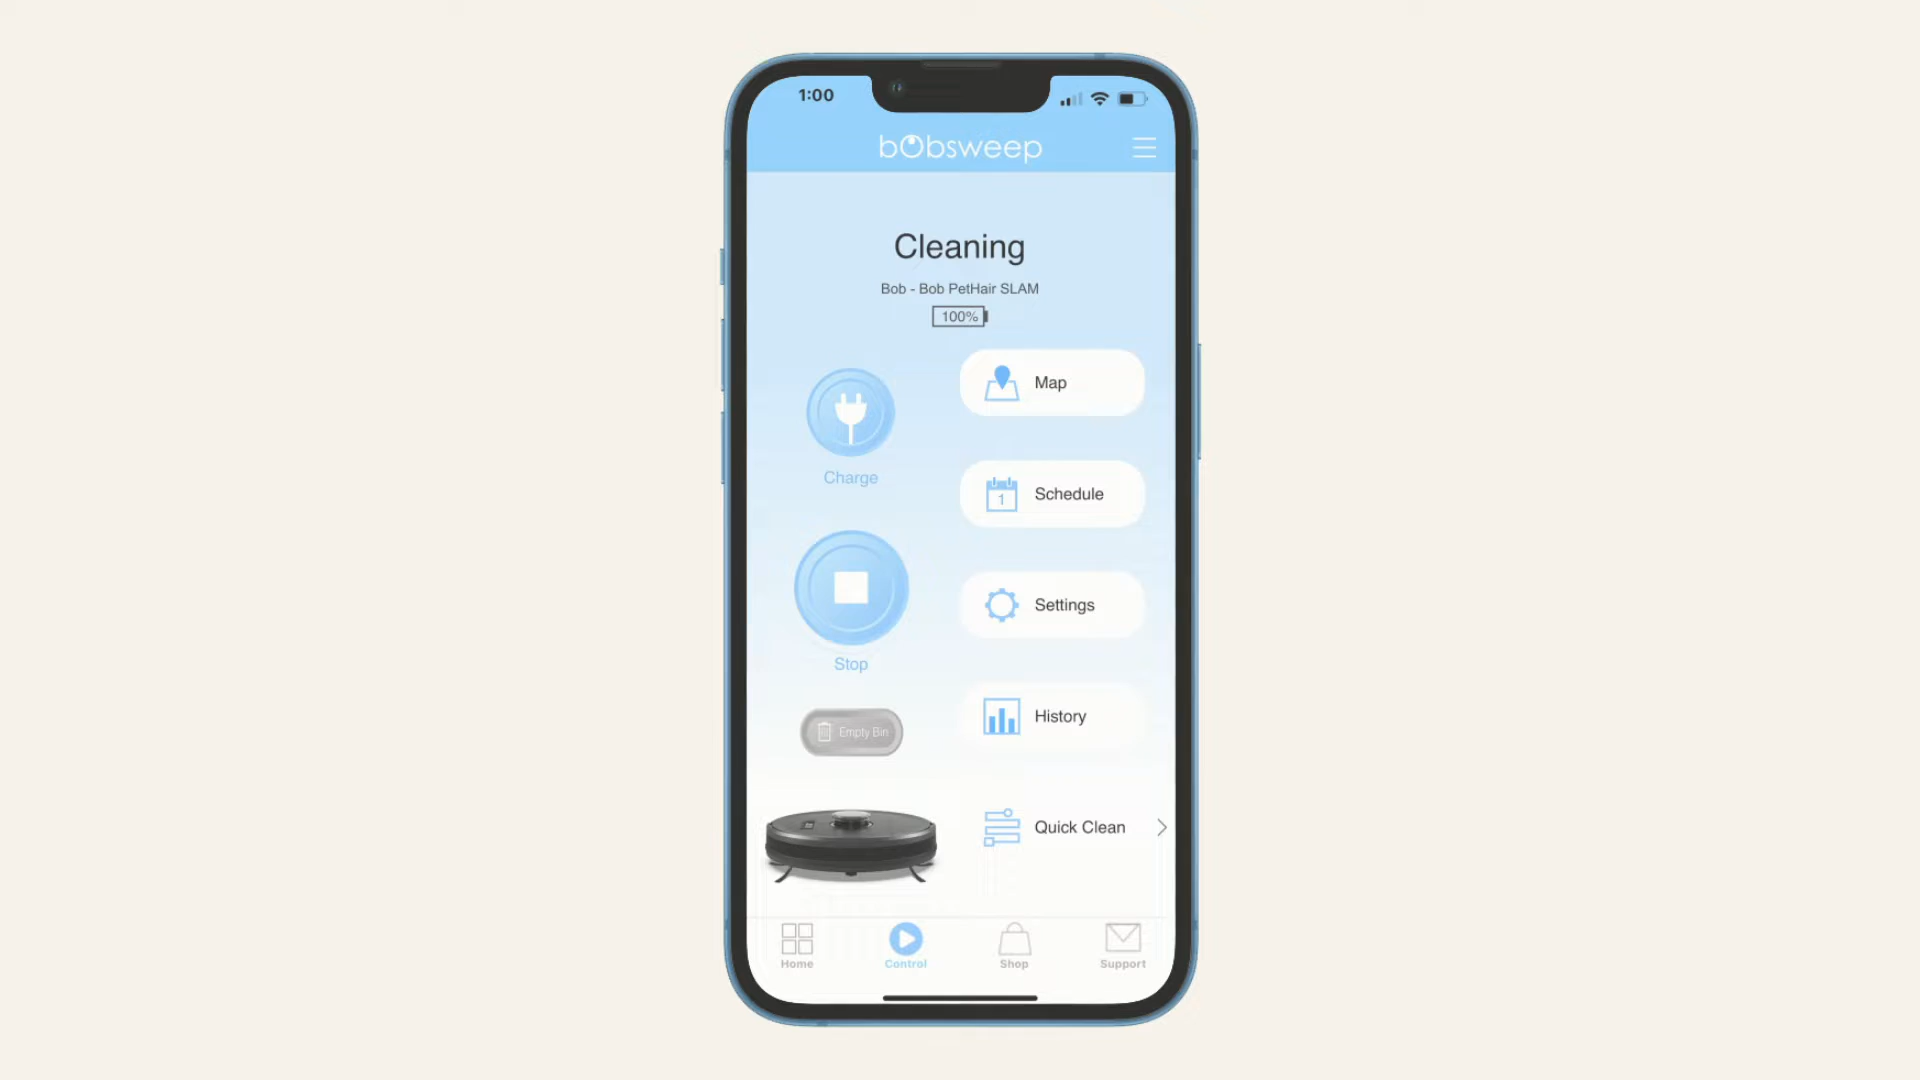 1:00
bobsweep
Cleaning
Bob - Bob PetHair SLAM
100%
Map
Charge
1
Schedule
Settings
Stop
History
Empty Bin
Quick Clean
Home
Control
Shop
Support